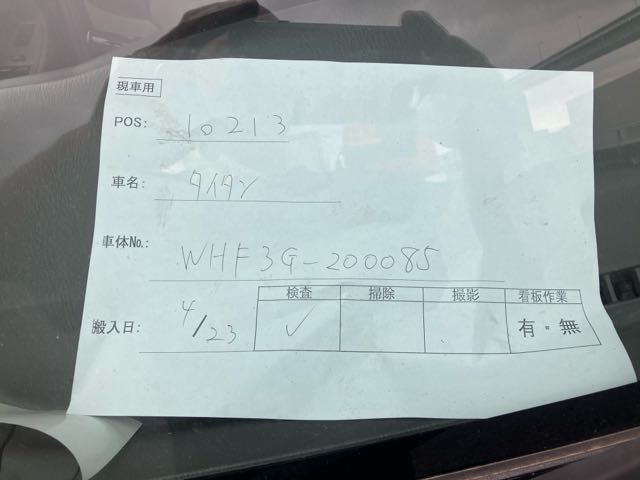 現車用
POS: 10213
車名: タイタン
車体No.: WHF3G-200085
検査 掃除 撮影 看板作業
搬入日: 4/23 ✓ 有・無